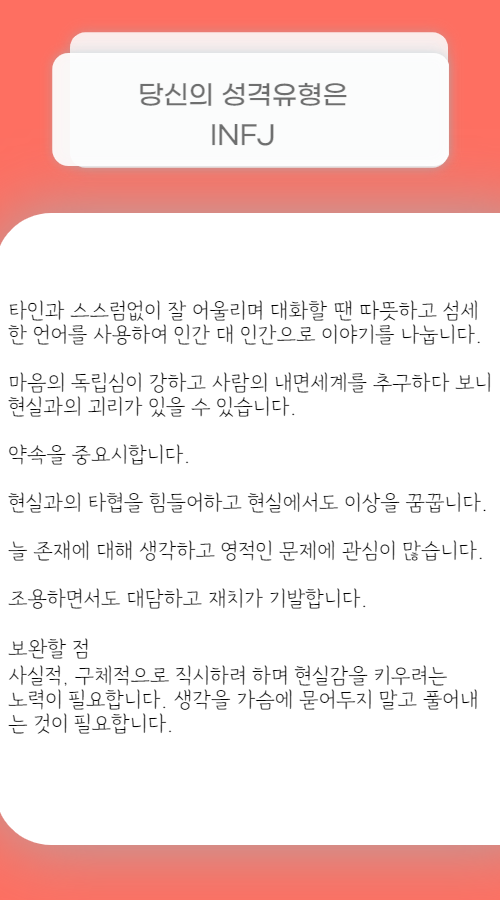 당신의 성격유형은
INFJ
타인과 스스럼없이 잘 어울리며 대화할 땐 따뜻하고 섬세
한 언어를 사용하여 인간 대 인간으로 이야기를 나눕니다.
마음의 독립심이 강하고 사람의 내면세계를 추구하다 보니
현실과의 괴리가 있을 수 있습니다.
약속을 중요시합니다.
현실과의 타협을 힘들어하고 현실에서도 이상을 꿈꿉니다.
늘 존재에 대해 생각하고 영적인 문제에 관심이 많습니다.
조용하면서도 대담하고 재치가 기발합니다.
보완할 점
사실적, 구체적으로 직시하려 하며 현실감을 키우려는
노력이 필요합니다. 생각을 가슴에 묻어두지 말고 풀어내
는 것이 필요합니다.